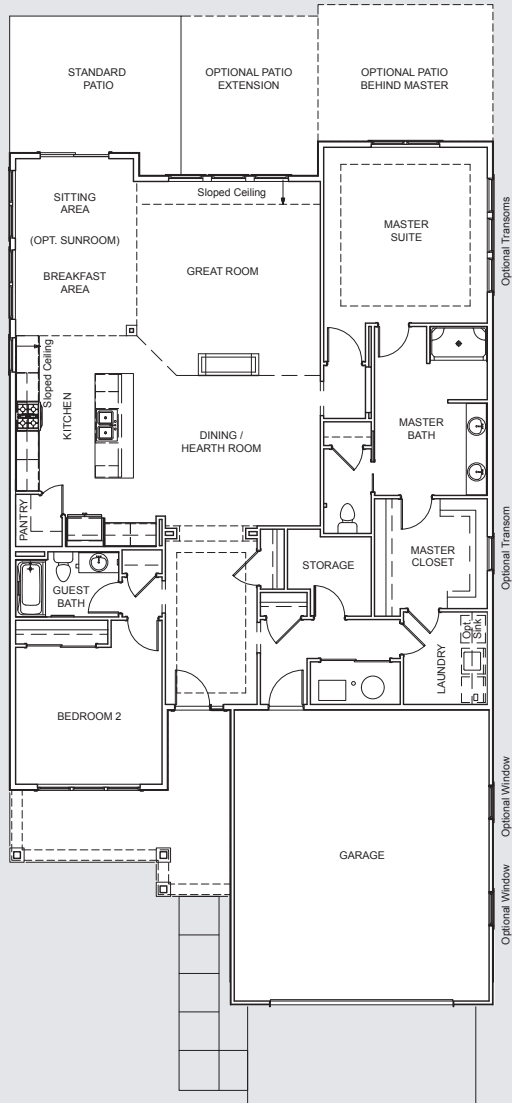 STANDARD
PATIO
OPTIONAL PATIO
EXTENSION
OPTIONAL PATIO
BEHIND MASTER
Sloped Ceiling
SITTING
AREA
(OPT. SUNROOM)
BREAKFAST
AREA
GREAT ROOM
MASTER
SUITE
Optional Transoms
Sloped Ceiling
KITCHEN
DINING /
HEARTH ROOM
MASTER
BATH
PANTRY
GUEST
BATH
STORAGE
MASTER
CLOSET
Optional Transom
LAUNDRY
Opt.
Sink
BEDROOM 2
GARAGE
Optional Window
Optional Window